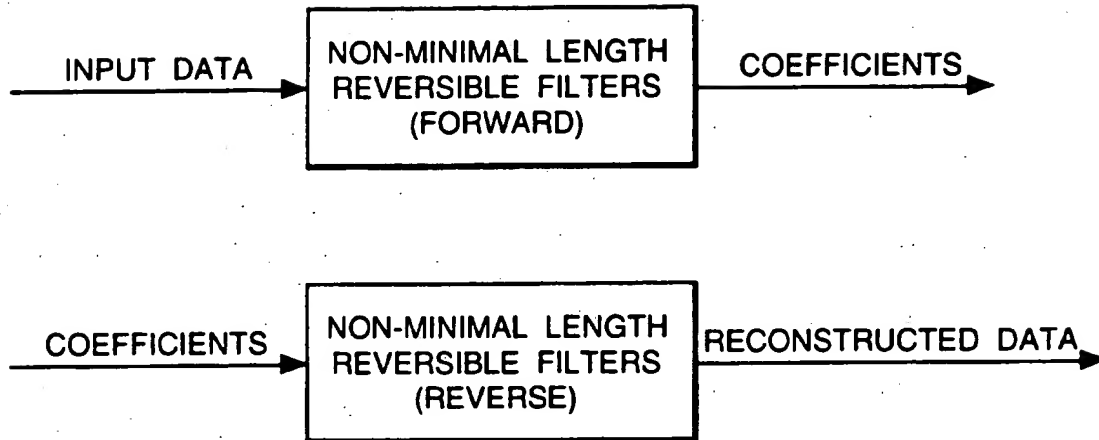 INPUT DATA
NON-MINIMAL LENGTH
REVERSIBLE FILTERS
(FORWARD)
COEFFICIENTS
COEFFICIENTS
NON-MINIMAL LENGTH
REVERSIBLE FILTERS
(REVERSE)
RECONSTRUCTED DATA